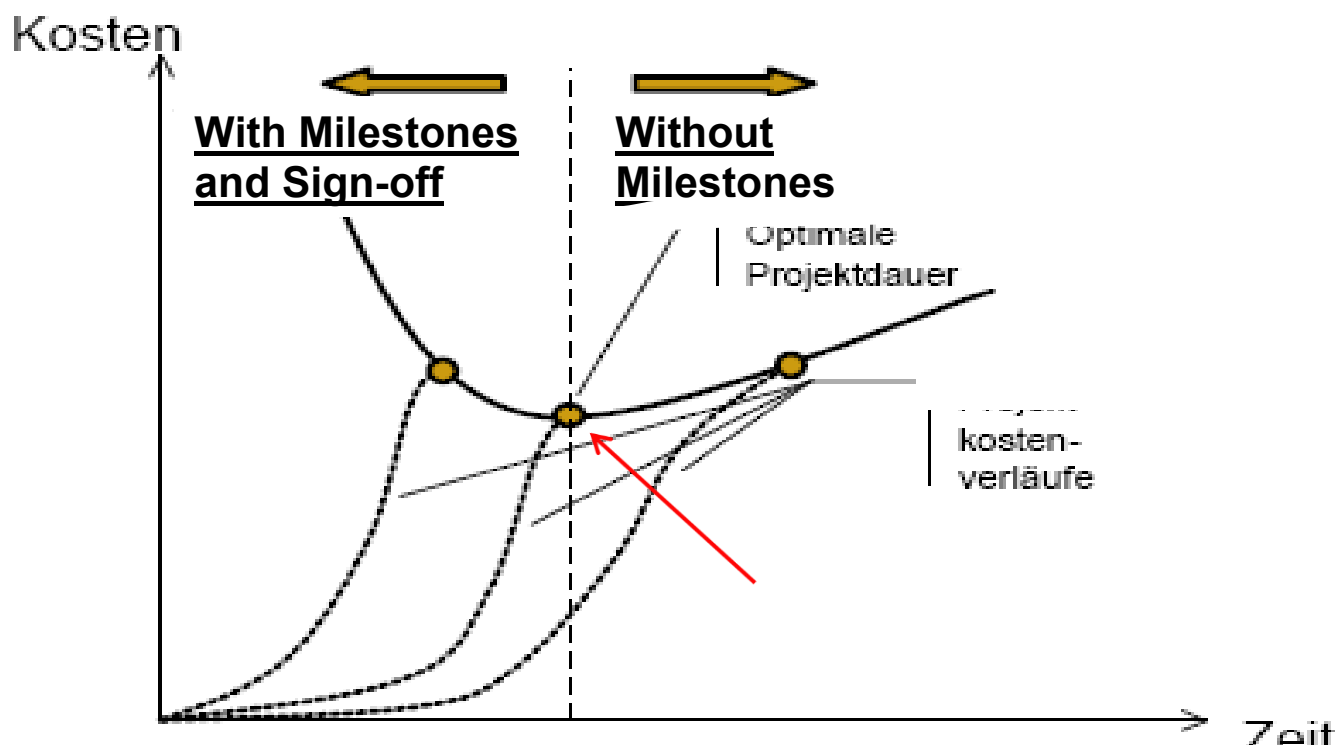 Kosten
With Milestones
and Sign-off
Without
Milestones
Optimale
Projektdauer
kosten-
verläufe
Zeit